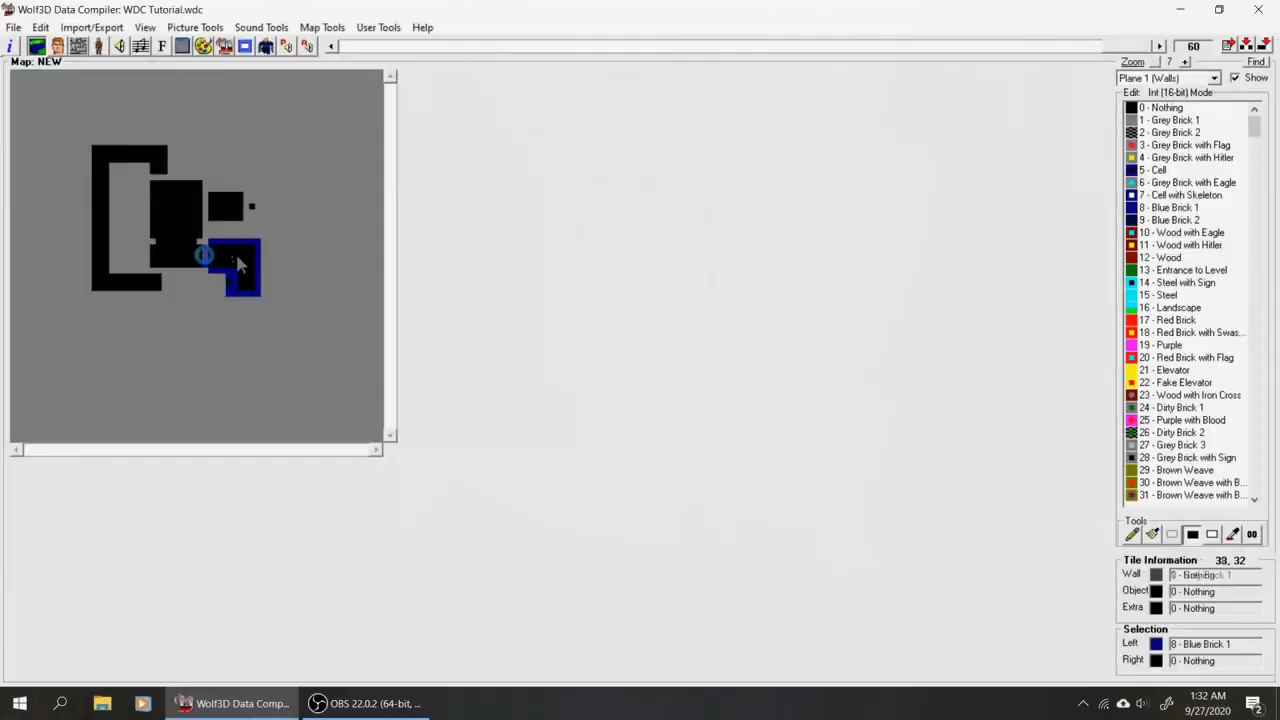 Wolf3D Data Compiler: WDC Tutorial.wdc
File Edit Import/Export View Picture Tools Sound Tools Map Tools User Tools Help
60
Map: NEW
Zoom 7 Find
Plane 1 (Walls) Show
Edit: Int (16-bit) Mode
0 - Nothing
1 - Grey Brick 1
2 - Grey Brick 2
3 - Grey Brick with Flag
4 - Grey Brick with Hitler
5 - Cell
6 - Grey Brick with Eagle
7 - Cell with Skeleton
8 - Blue Brick 1
9 - Blue Brick 2
10 - Wood with Eagle
11 - Wood with Hitler
12 - Wood
13 - Entrance to Level
14 - Steel with Sign
15 - Steel
16 - Landscape
17 - Red Brick
18 - Red Brick with Swas...
19 - Purple
20 - Red Brick with Flag
21 - Elevator
22 - Fake Elevator
23 - Wood with Iron Cross
24 - Dirty Brick 1
25 - Purple with Blood
26 - Dirty Brick 2
27 - Grey Brick 3
28 - Grey Brick with Sign
29 - Brown Weave
30 - Brown Weave with B...
31 - Brown Weave with B...
Tools
Tile Information 38, 32
Wall
Object 0 - Nothing
Extra 0 - Nothing
Selection
Left 8 - Blue Brick 1
Right 0 - Nothing
Wolf3D Data Comp...
OBS 22.0.2 (64-bit, ...
1:32 AM
9/27/2020
2